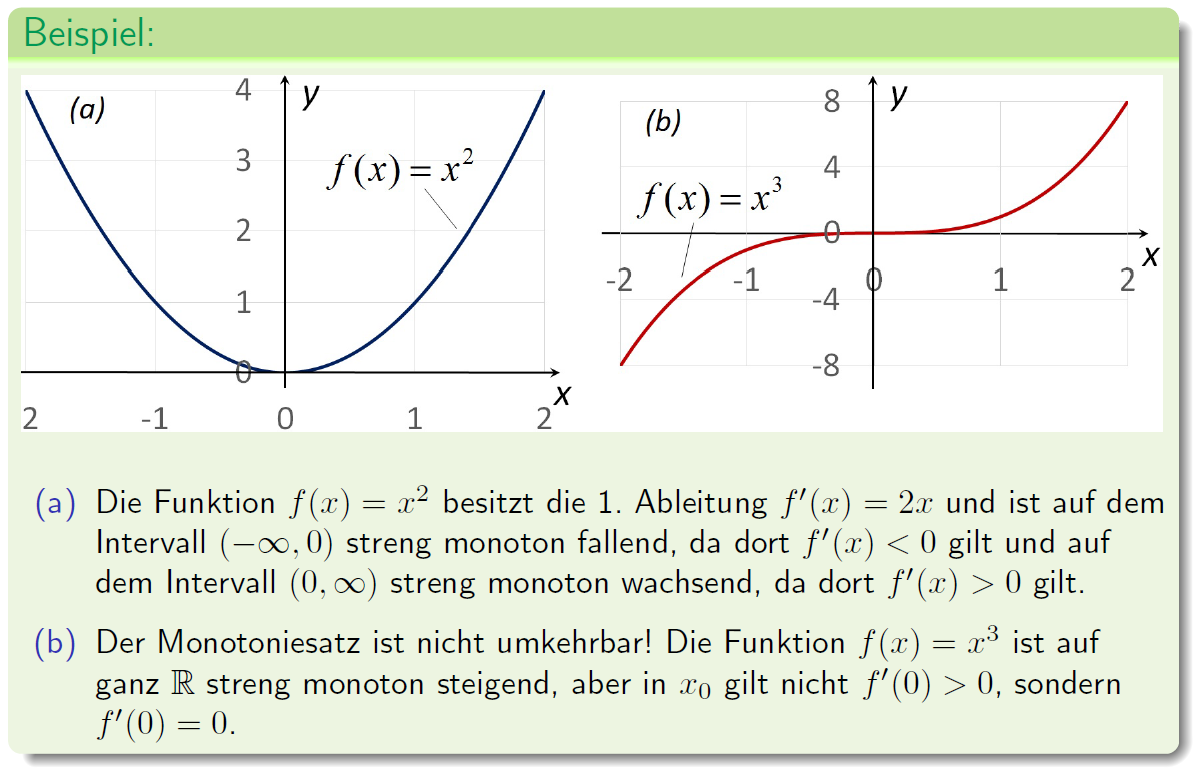 Beispiel:
(a)
y
4
3
2
1
0
f(x) = x²
x
2 -1 0 1 2
(b)
y
8
4
0
-4
-8
f(x) = x³
x
-2 -1 0 1 2
(a) Die Funktion f(x) = x² besitzt die 1. Ableitung f′(x) = 2x und ist auf dem
Intervall (−∞, 0) streng monoton fallend, da dort f′(x) < 0 gilt und auf
dem Intervall (0, ∞) streng monoton wachsend, da dort f′(x) > 0 gilt.
(b) Der Monotoniesatz ist nicht umkehrbar! Die Funktion f(x) = x³ ist auf
ganz ℝ streng monoton steigend, aber in x₀ gilt nicht f′(0) > 0, sondern
f′(0) = 0.